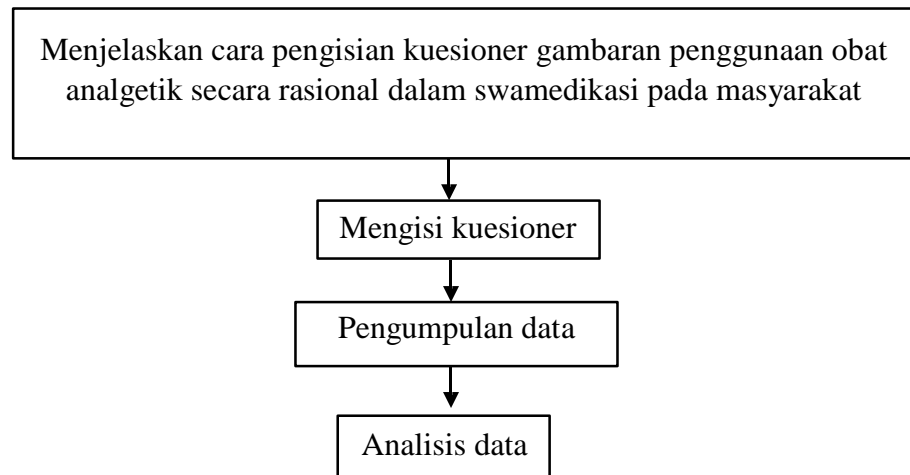 Menjelaskan cara pengisian kuesioner gambaran penggunaan obat
analgetik secara rasional dalam swamedikasi pada masyarakat
Mengisi kuesioner
Pengumpulan data
Analisis data